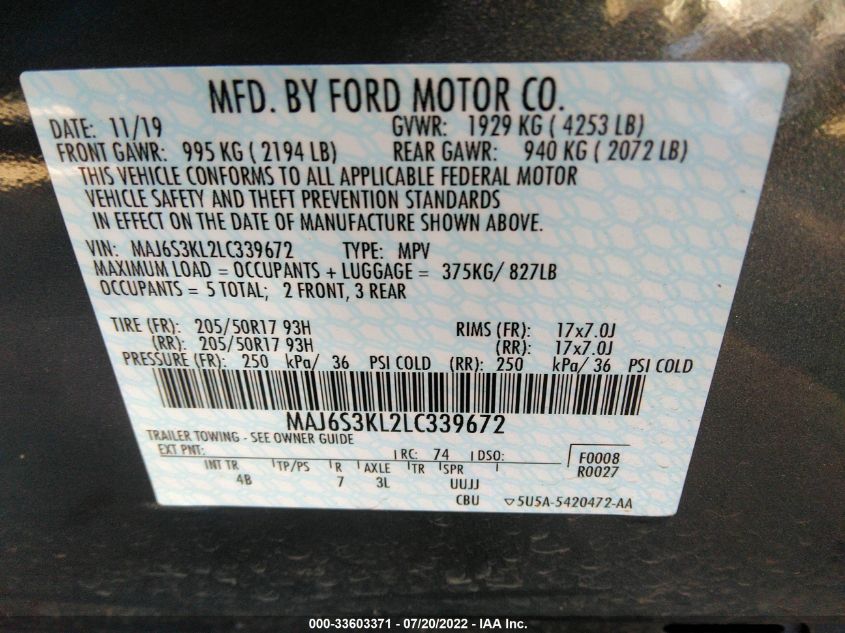 MFD. BY FORD MOTOR CO.
DATE: 11/19 GVWR: 1929 KG ( 4253 LB)
FRONT GAWR: 995 KG ( 2194 LB) REAR GAWR: 940 KG ( 2072 LB)
THIS VEHICLE CONFORMS TO ALL APPLICABLE FEDERAL MOTOR
VEHICLE SAFETY AND THEFT PREVENTION STANDARDS
IN EFFECT ON THE DATE OF MANUFACTURE SHOWN ABOVE.
VIN: MAJ6S3KL2LC339672 TYPE: MPV
MAXIMUM LOAD = OCCUPANTS + LUGGAGE = 375KG/ 827LB
OCCUPANTS = 5 TOTAL; 2 FRONT, 3 REAR
TIRE (FR): 205/50R17 93H RIMS (FR): 17x7.0J
(RR): 205/50R17 93H (RR): 17x7.0J
PRESSURE (FR): 250 kPa/ 36 PSI COLD (RR): 250 kPa/ 36 PSI COLD
MAJ6S3KL2LC339672
TRAILER TOWING - SEE OWNER GUIDE
EXT PNT: RC: 74 DSO: F0008
R0027
INT TR TP/PS R AXLE TR SPR
4B 7 3L UUJJ
CBU 5U5A-5420472-AA
000-33603371 - 07/20/2022 - IAA Inc.